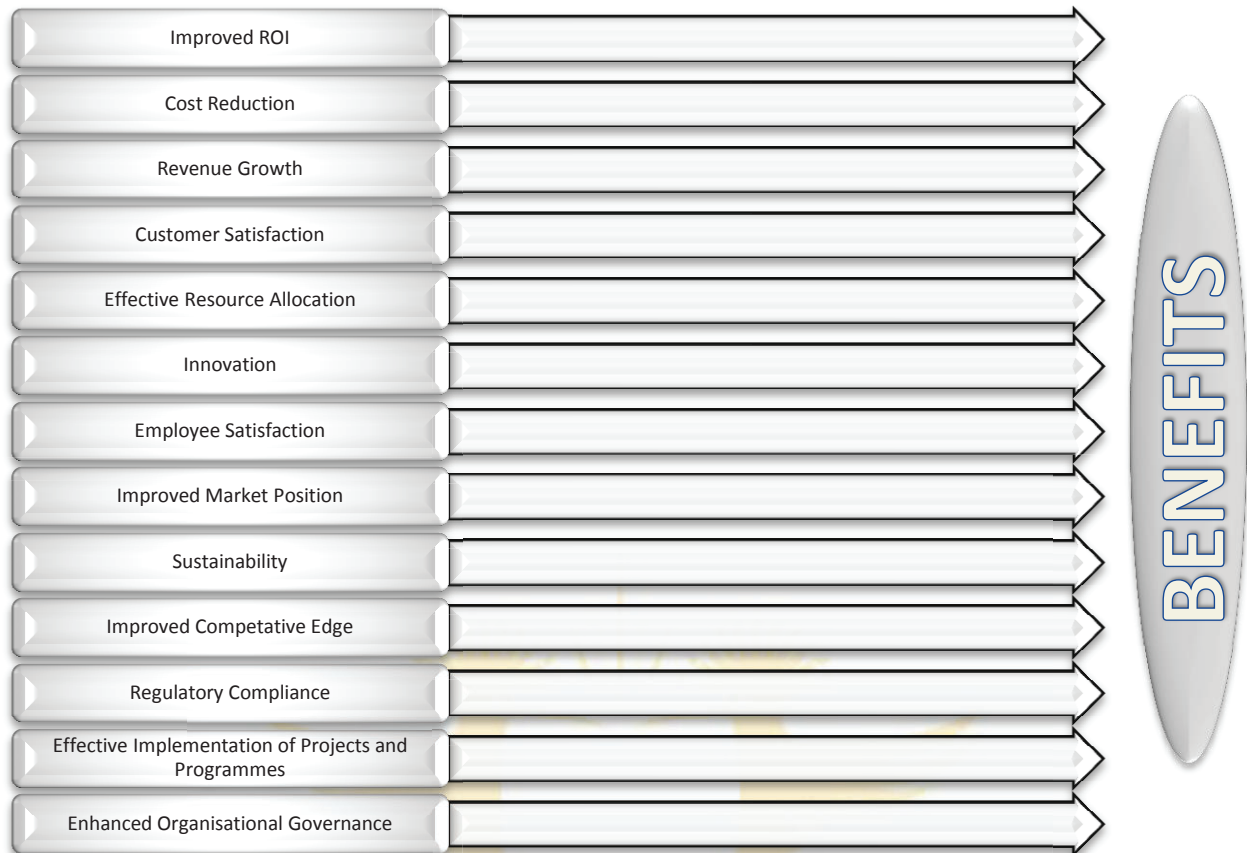 Improved ROI
Cost Reduction
Revenue Growth
Customer Satisfaction
Effective Resource Allocation
Innovation
Employee Satisfaction
Improved Market Position
Sustainability
Improved Competative Edge
Regulatory Compliance
Effective Implementation of Projects and
Programmes
Enhanced Organisational Governance
BENEFITS